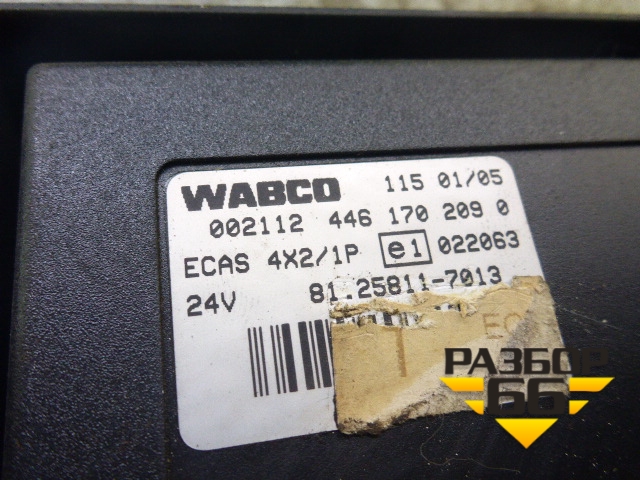 WABCO 115 01/05
002112 446 170 209 0
ECAS 4X2/1P e1 022063
24V 81.25811-7013
РАЗБОР
66